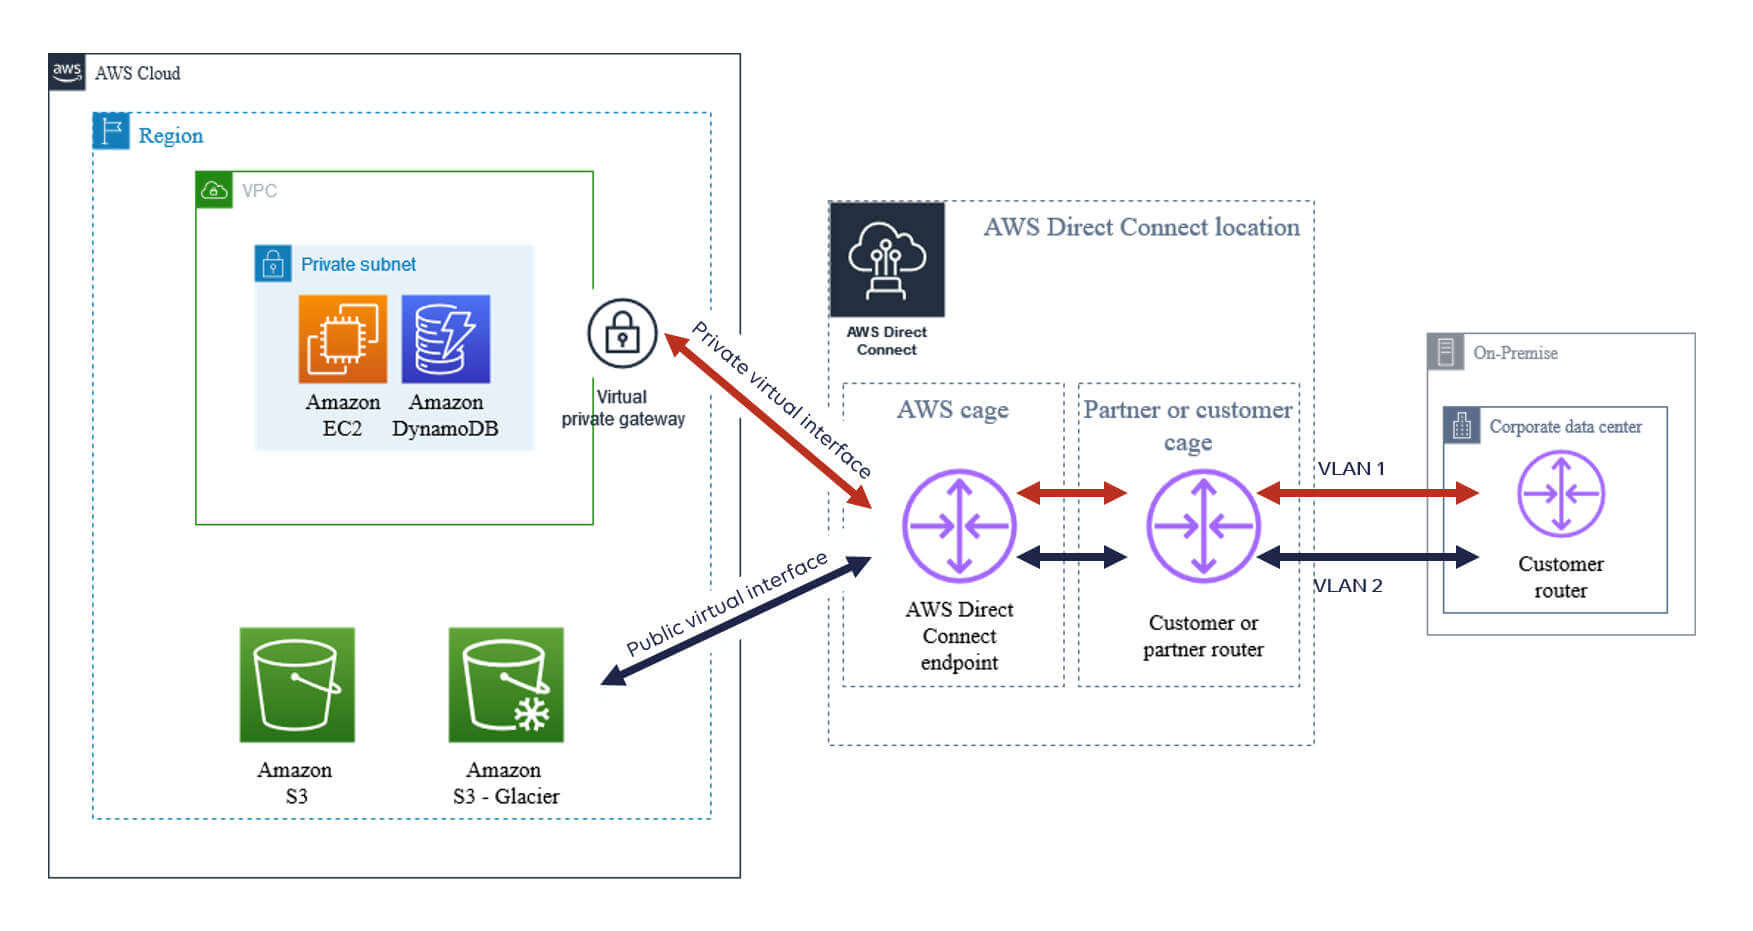 aws
AWS Cloud
Region
VPC
Private subnet
Amazon
EC2
Amazon
DynamoDB
Virtual
private gateway
Private virtual interface
Public virtual interface
Amazon
S3
Amazon
S3 - Glacier
AWS Direct Connect location
AWS Direct
Connect
AWS cage
AWS Direct
Connect
endpoint
Partner or customer
cage
Customer or
partner router
VLAN 1
VLAN 2
On-Premise
Corporate data center
Customer
router